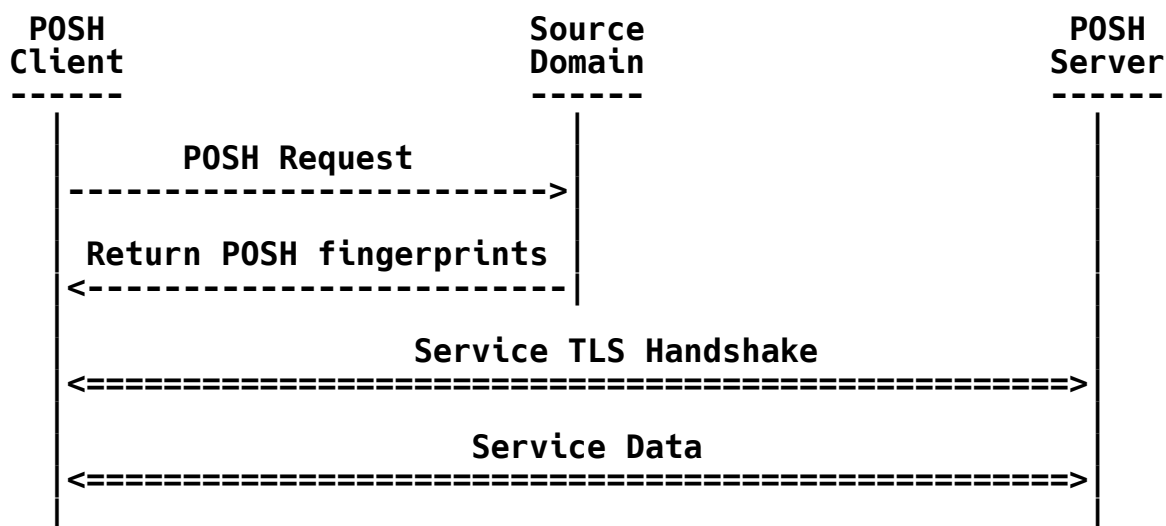 POSH Source POSH
Client Domain Server
------ ------ ------
POSH Request
------------------------->
Return POSH fingerprints
<-------------------------
Service TLS Handshake
<===================================================>
Service Data
<===================================================>